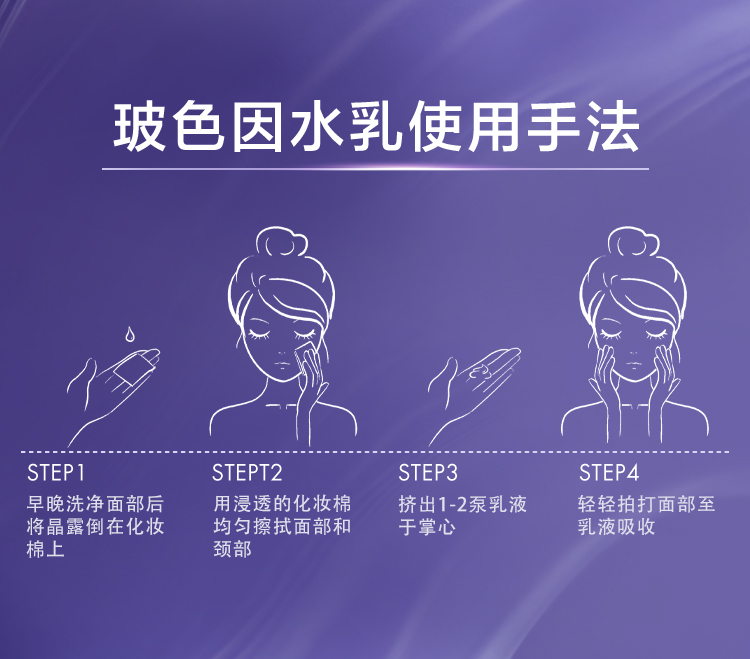 玻色因水乳使用手法
STEP1
早晚洗净面部后
将晶露倒在化妆
棉上
STEPT2
用浸透的化妆棉
均匀擦拭面部和
颈部
STEP3
挤出1-2泵乳液
于掌心
STEP4
轻轻拍打面部至
乳液吸收